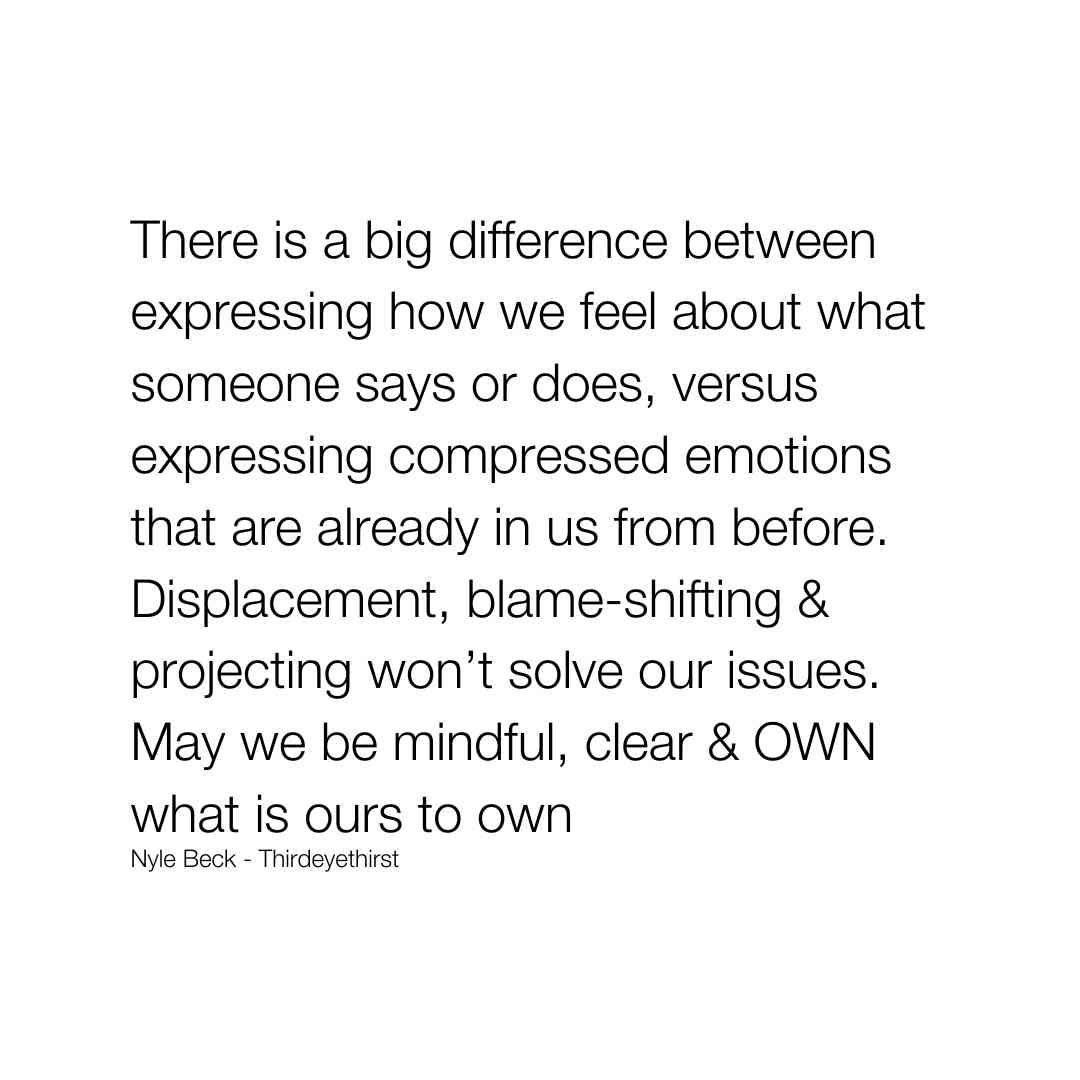 There is a big difference between
expressing how we feel about what
someone says or does, versus
expressing compressed emotions
that are already in us from before.
Displacement, blame-shifting &
projecting won’t solve our issues.
May we be mindful, clear & OWN
what is ours to own
Nyle Beck - Thirdeyethirst